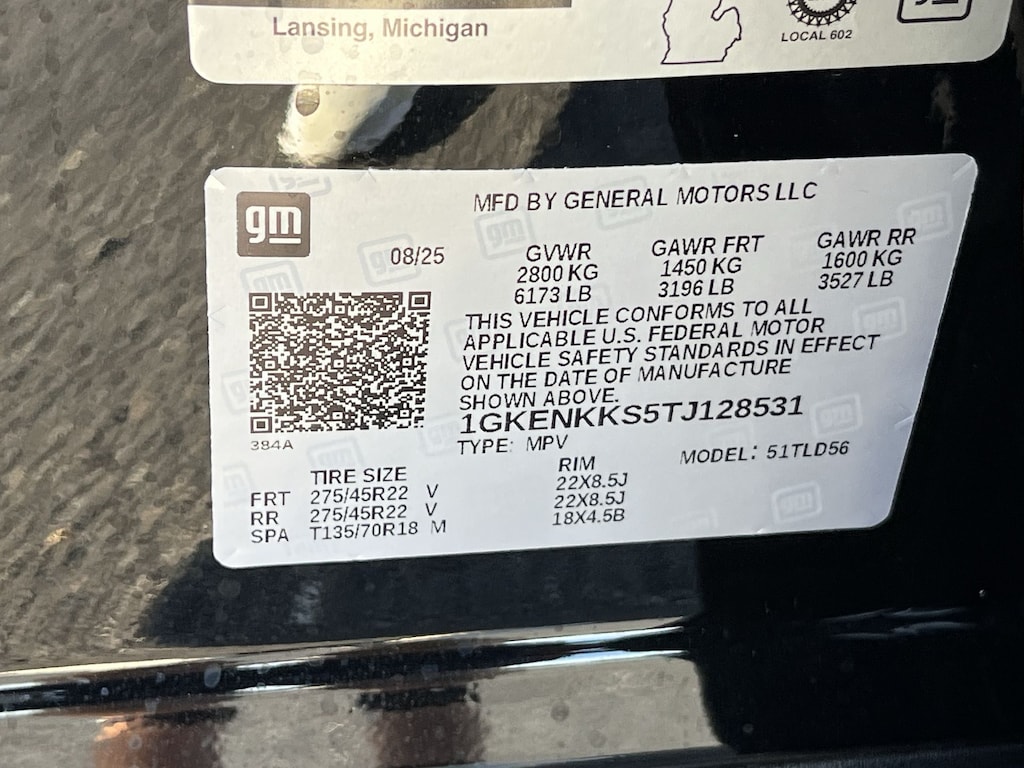 Lansing, Michigan
LOCAL 602
gm
MFD BY GENERAL MOTORS LLC
08/25
GVWR GAWR FRT GAWR RR
2800 KG 1450 KG 1600 KG
6173 LB 3196 LB 3527 LB
THIS VEHICLE CONFORMS TO ALL
APPLICABLE U.S. FEDERAL MOTOR
VEHICLE SAFETY STANDARDS IN EFFECT
ON THE DATE OF MANUFACTURE
SHOWN ABOVE.
1GKENKKS5TJ128531
TYPE: MPV MODEL: 51TLD56
384A
TIRE SIZE RIM
FRT 275/45R22 V 22X8.5J
RR 275/45R22 V 22X8.5J
SPA T135/70R18 M 18X4.5B